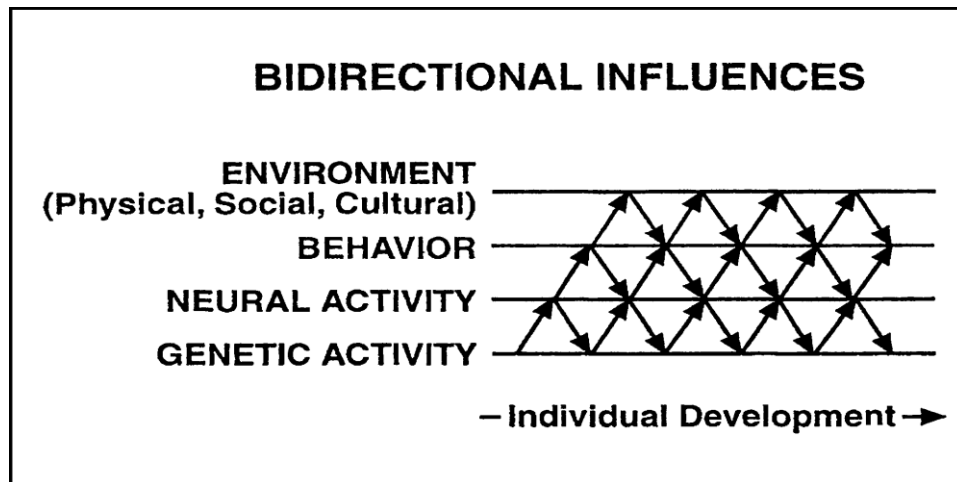 BIDIRECTIONAL INFLUENCES
ENVIRONMENT
(Physical, Social, Cultural)
BEHAVIOR
NEURAL ACTIVITY
GENETIC ACTIVITY
Individual Development